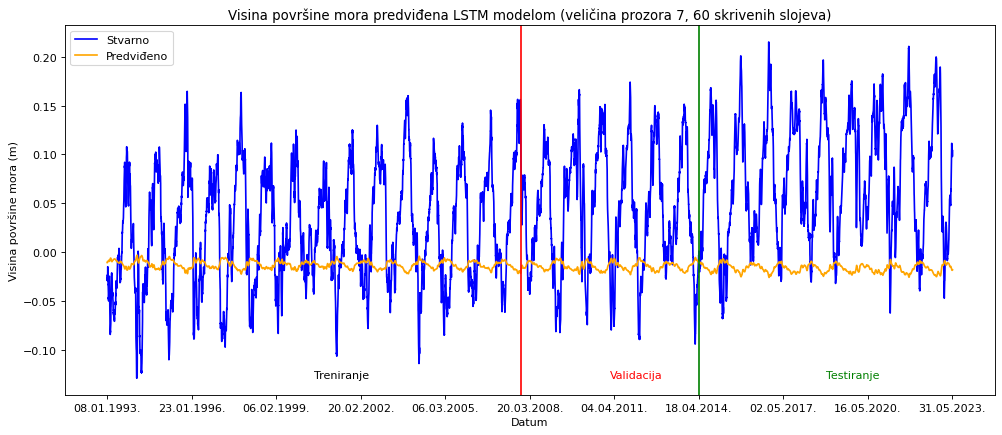 Visina površine mora predviđena LSTM modelom (veličina prozora 7, 60 skrivenih slojeva)
Stvarno
Predviđeno
0.20
0.15
0.10
0.05
0.00
−0.05
−0.10
Visina površine mora (m)
Treniranje
Validacija
Testiranje
08.01.1993.
23.01.1996.
06.02.1999.
20.02.2002.
06.03.2005.
20.03.2008.
04.04.2011.
18.04.2014.
02.05.2017.
16.05.2020.
31.05.2023.
Datum